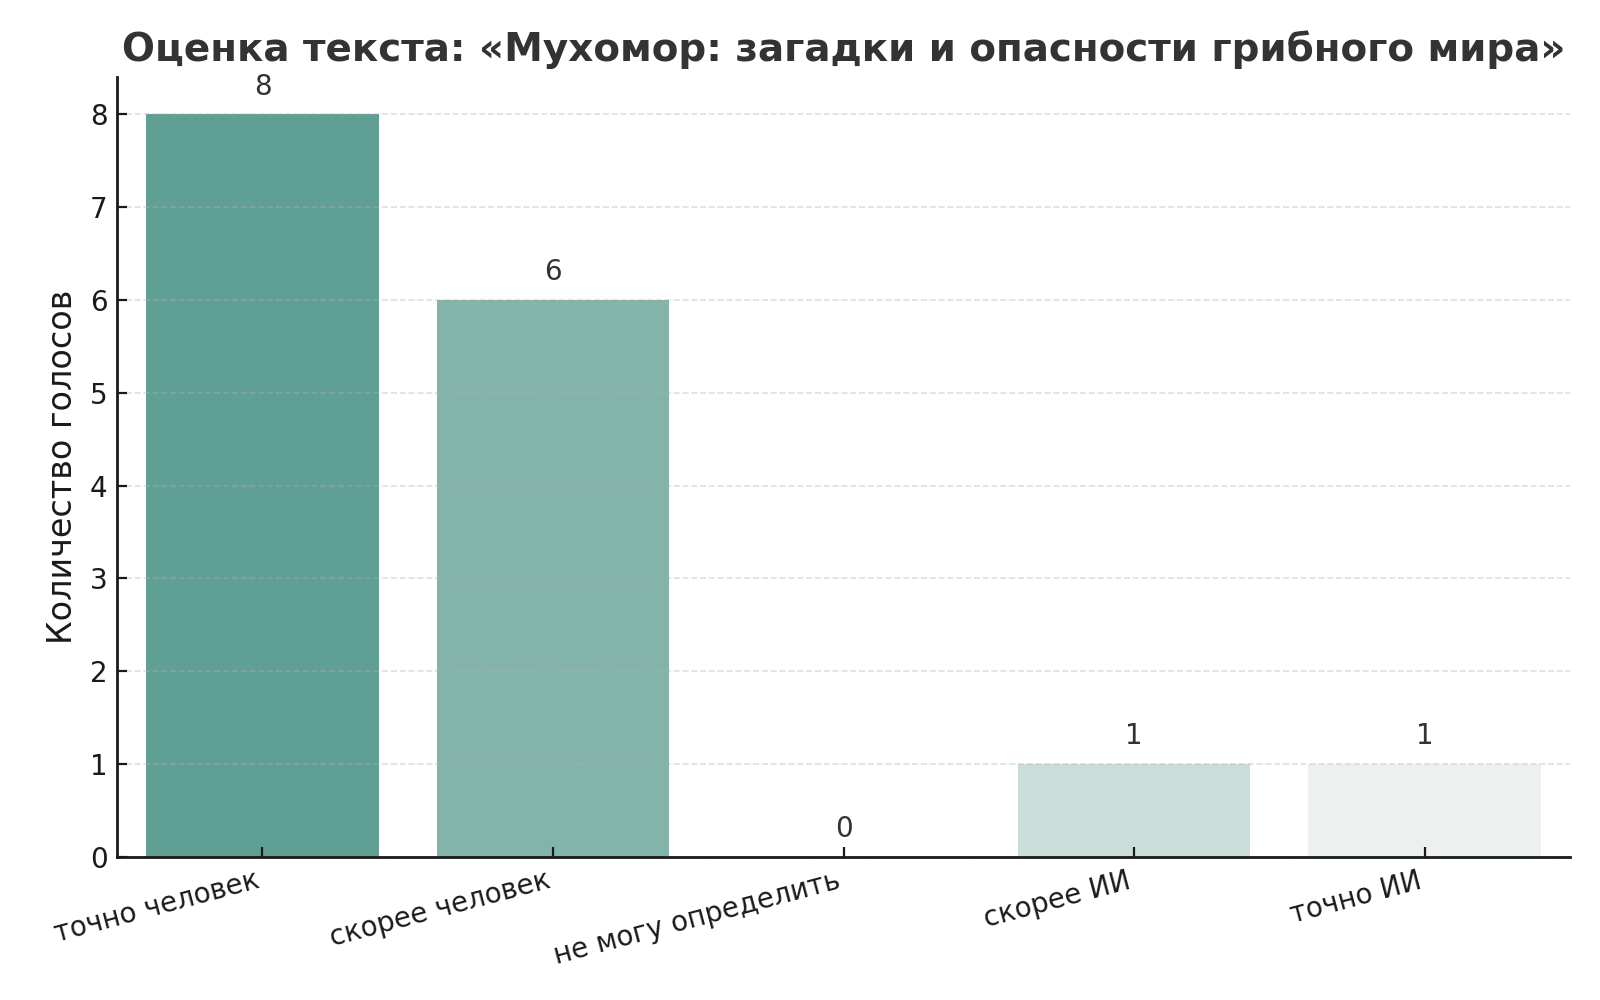 Оценка текста: «Мухомор: загадки и опасности грибного мира»
Количество голосов
8
7
6
5
4
3
2
1
0
8
6
0
1
1
точно человек
скорее человек
не могу определить
скорее ИИ
точно ИИ